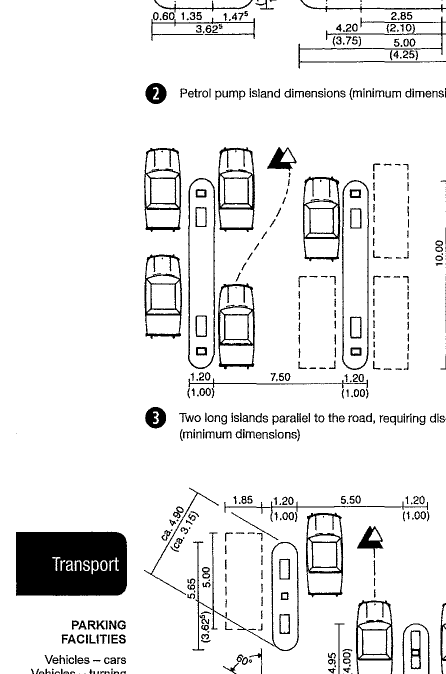 0.60 1.35 1.47⁵
3.62⁵
2.85
4.20 (2.10)
(3.75) 5.00
(4.25)
2 Petrol pump island dimensions (minimum dimensi
10.00
1.20 7.50 1.20
(1.00) (1.00)
3 Two long islands parallel to the road, requiring dis
(minimum dimensions)
ca. 4.90
(ca. 3.15)
1.85 1.20 5.50 1.20
(1.00) (1.00)
5.65
5.00
(3.62⁵)
60°
4.95
4.00)
Transport
PARKING
FACILITIES
Vehicles – cars
Vehicles – turning